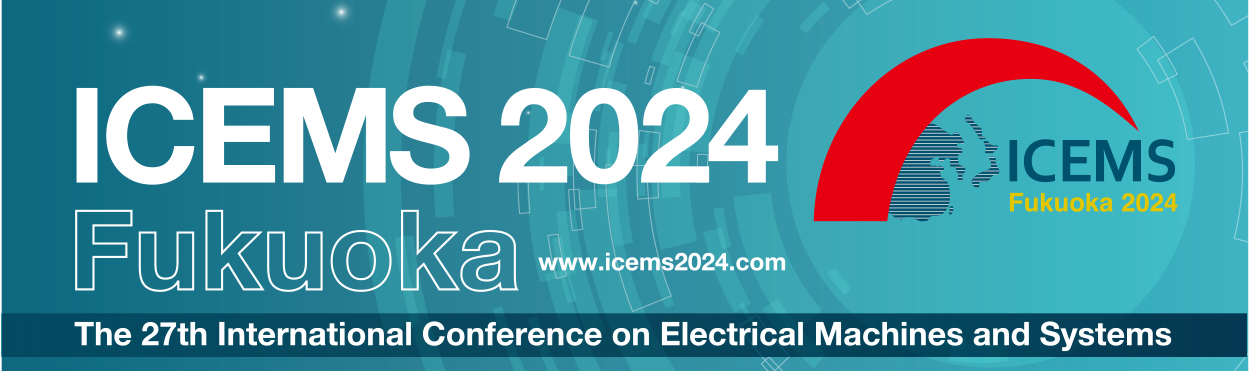 ICEMS 2024
Fukuoka
www.icems2024.com
ICEMS
Fukuoka 2024
The 27th International Conference on Electrical Machines and Systems